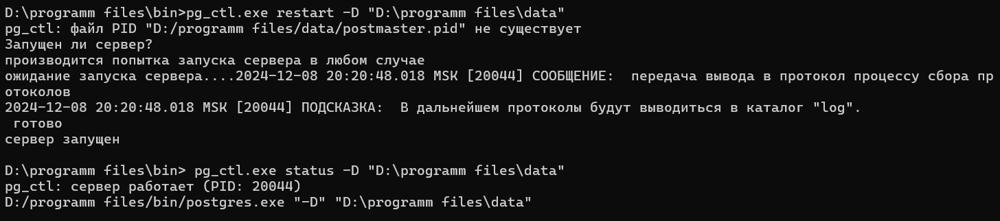 D:\programm files\bin>pg_ctl.exe restart -D "D:\programm files\data"
pg_ctl: файл PID "D:/programm files/data/postmaster.pid" не существует
Запущен ли сервер?
производится попытка запуска сервера в любом случае
ожидание запуска сервера....2024-12-08 20:20:48.018 MSK [20044] СООБЩЕНИЕ:  передача вывода в протокол процессу сбора пр
отоколов
2024-12-08 20:20:48.018 MSK [20044] ПОДСКАЗКА:  В дальнейшем протоколы будут выводиться в каталог "log".
 готово
сервер запущен
D:\programm files\bin> pg_ctl.exe status -D "D:\programm files\data"
pg_ctl: сервер работает (PID: 20044)
D:/programm files/bin/postgres.exe "-D" "D:\programm files\data"